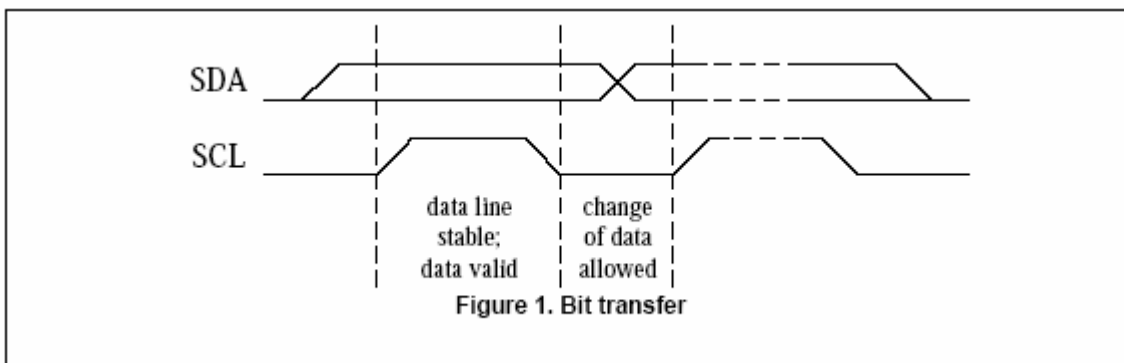 SDA
SCL
data line
stable;
data valid
change
of data
allowed
Figure 1. Bit transfer